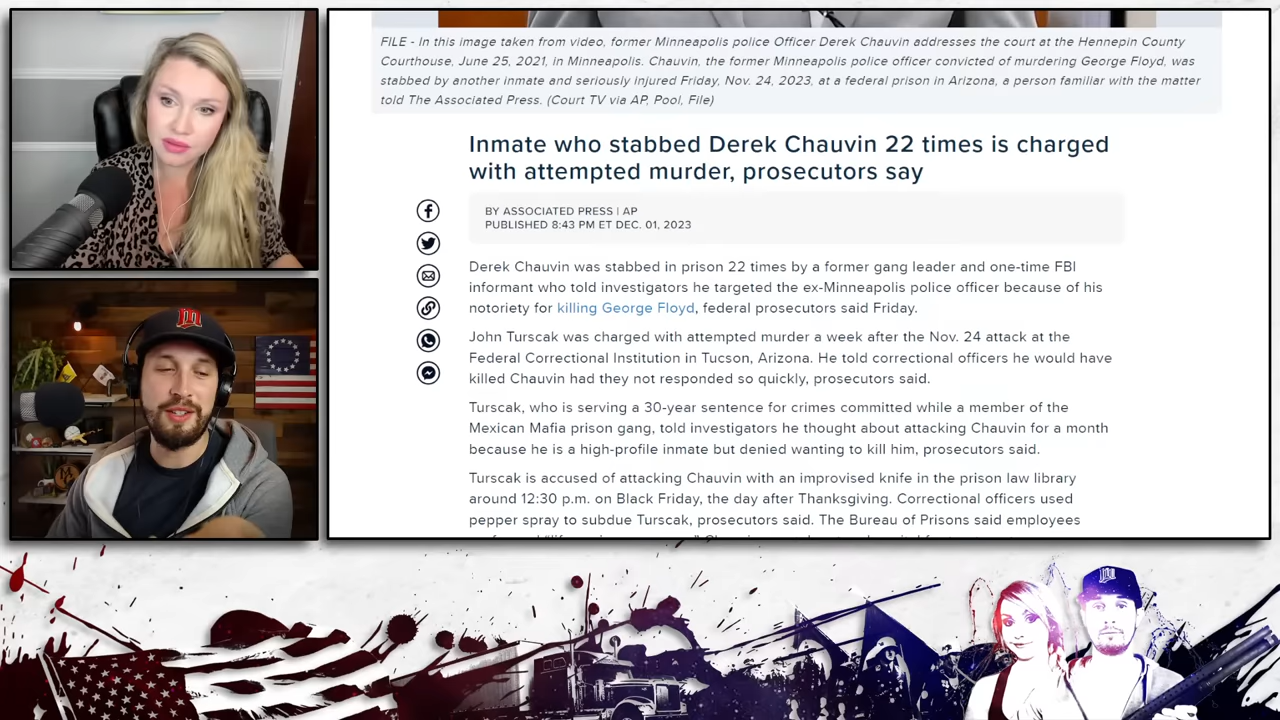 FILE - In this image taken from video, former Minneapolis police Officer Derek Chauvin addresses the court at the Hennepin County
Courthouse, June 25, 2021, in Minneapolis. Chauvin, the former Minneapolis police officer convicted of murdering George Floyd, was
stabbed by another inmate and seriously injured Friday, Nov. 24, 2023, at a federal prison in Arizona, a person familiar with the matter
told The Associated Press. (Court TV via AP, Pool, File)
Inmate who stabbed Derek Chauvin 22 times is charged
with attempted murder, prosecutors say
BY ASSOCIATED PRESS | AP
PUBLISHED 8:43 PM ET DEC. 01, 2023
Derek Chauvin was stabbed in prison 22 times by a former gang leader and one-time FBI
informant who told investigators he targeted the ex-Minneapolis police officer because of his
notoriety for killing George Floyd, federal prosecutors said Friday.
John Turscak was charged with attempted murder a week after the Nov. 24 attack at the
Federal Correctional Institution in Tucson, Arizona. He told correctional officers he would have
killed Chauvin had they not responded so quickly, prosecutors said.
Turscak, who is serving a 30-year sentence for crimes committed while a member of the
Mexican Mafia prison gang, told investigators he thought about attacking Chauvin for a month
because he is a high-profile inmate but denied wanting to kill him, prosecutors said.
Turscak is accused of attacking Chauvin with an improvised knife in the prison law library
around 12:30 p.m. on Black Friday, the day after Thanksgiving. Correctional officers used
pepper spray to subdue Turscak, prosecutors said. The Bureau of Prisons said employees